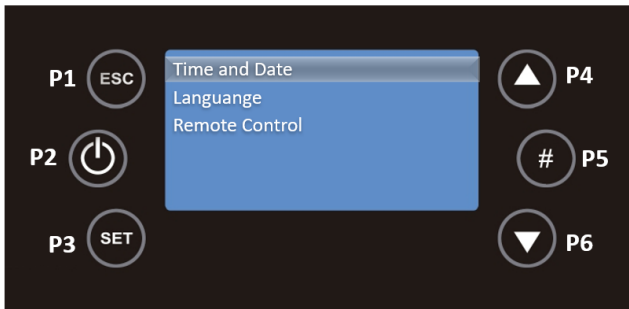 P1 ESC Time and Date P4
Languange
Remote Control
P2 # P5
P3 SET P6